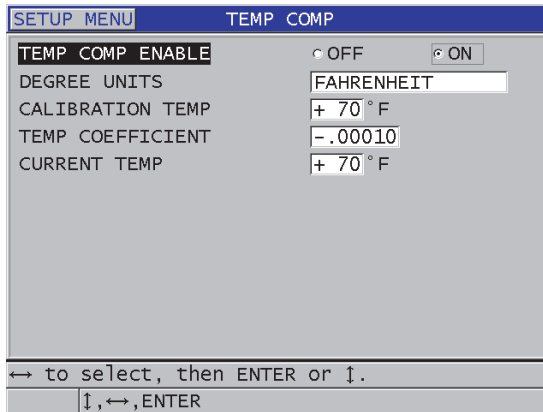 SETUP MENU TEMP COMP
TEMP COMP ENABLE OFF ON
DEGREE UNITS FAHRENHEIT
CALIBRATION TEMP + 70°F
TEMP COEFFICIENT -.00010
CURRENT TEMP + 70°F
↔ to select, then ENTER or ↕.
↕,↔,ENTER